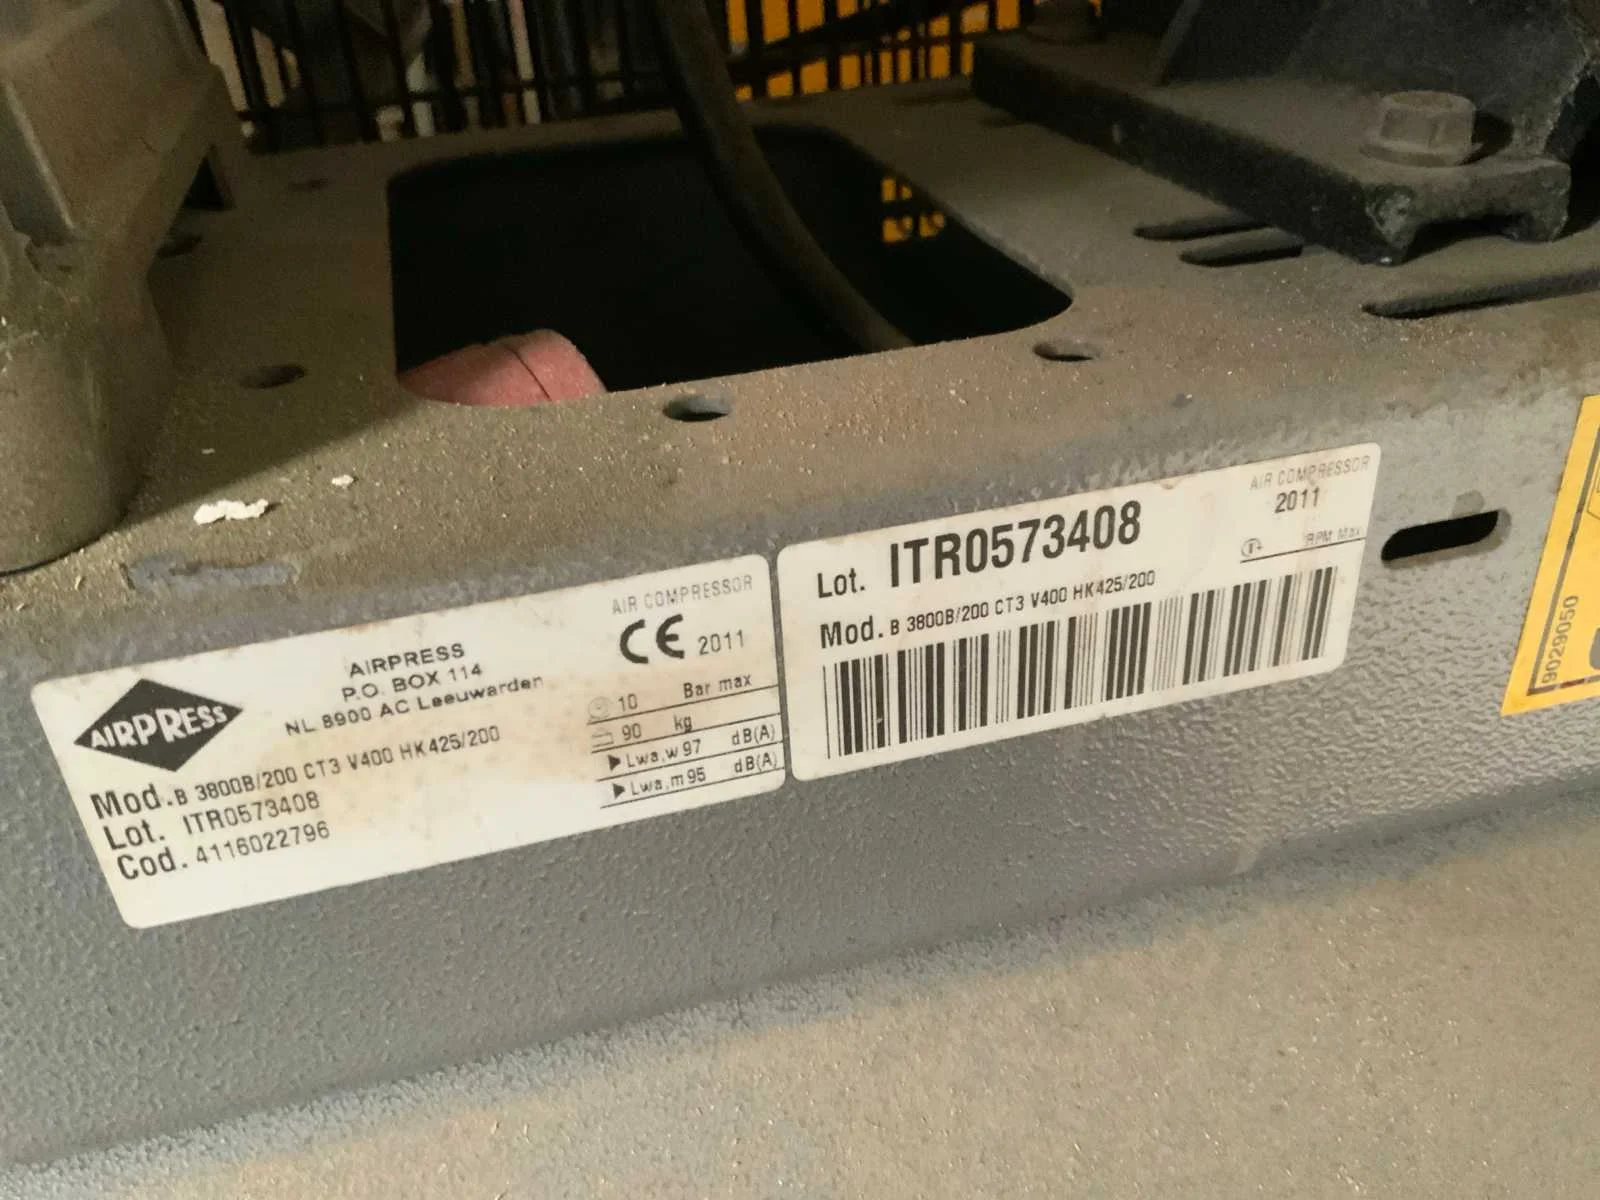 AIRPRESS
AIRPRESS
P.O. BOX 114
NL 8900 AC Leeuwarden
AIR COMPRESSOR
CE 2011
10 Bar max
90 kg
Lwa,w 97 dB(A)
Lwa,m 95 dB(A)
Mod. B 3800B/200 CT3 V400 HK425/200
Lot. ITR0573408
Cod. 4116022796
Lot. ITR0573408
AIR COMPRESSOR
2011
RPM Max
Mod. B 3800B/200 CT3 V400 HK425/200
9029050